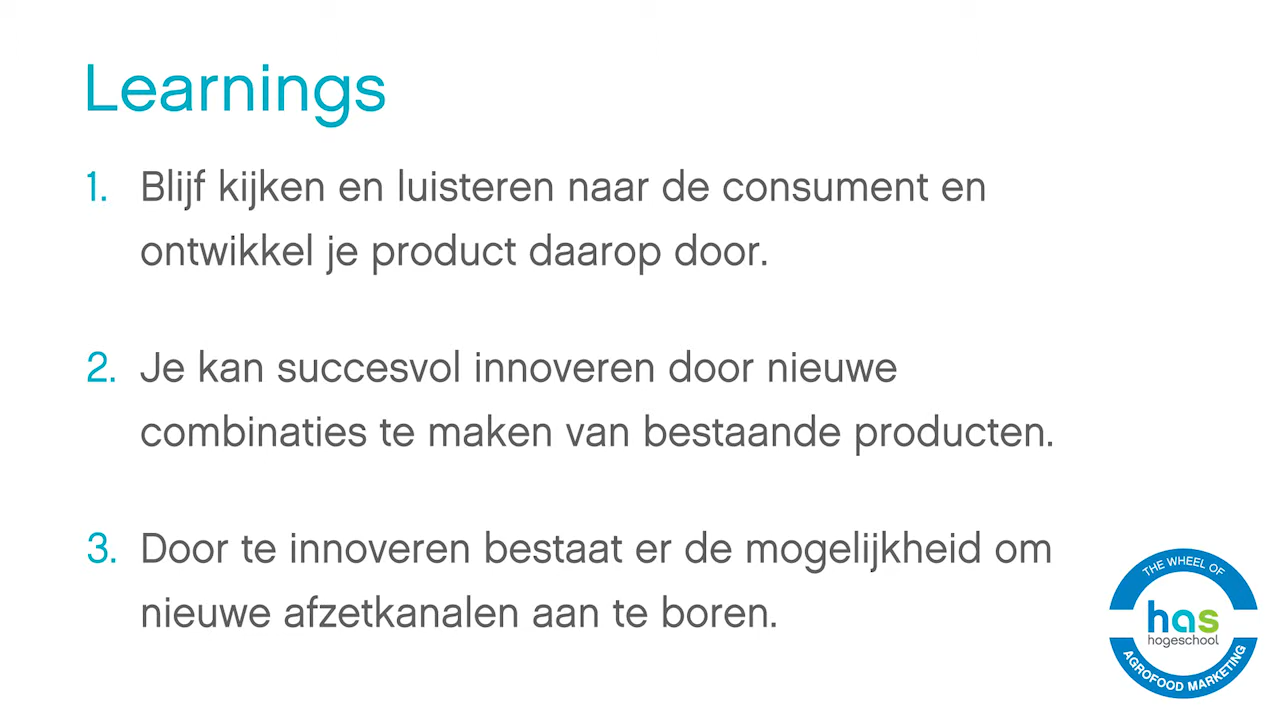 Learnings
1. Blijf kijken en luisteren naar de consument en
ontwikkel je product daarop door.
2. Je kan succesvol innoveren door nieuwe
combinaties te maken van bestaande producten.
3. Door te innoveren bestaat er de mogelijkheid om
nieuwe afzetkanalen aan te boren.
THE WHEEL OF
has
hogeschool
AGROFOOD MARKETING